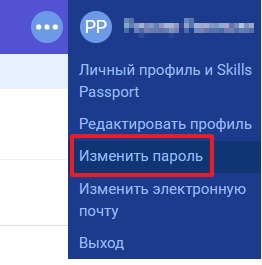 PP
Личный профиль и Skills
Passport
Редактировать профиль
Изменить пароль
Изменить электронную
почту
Выход